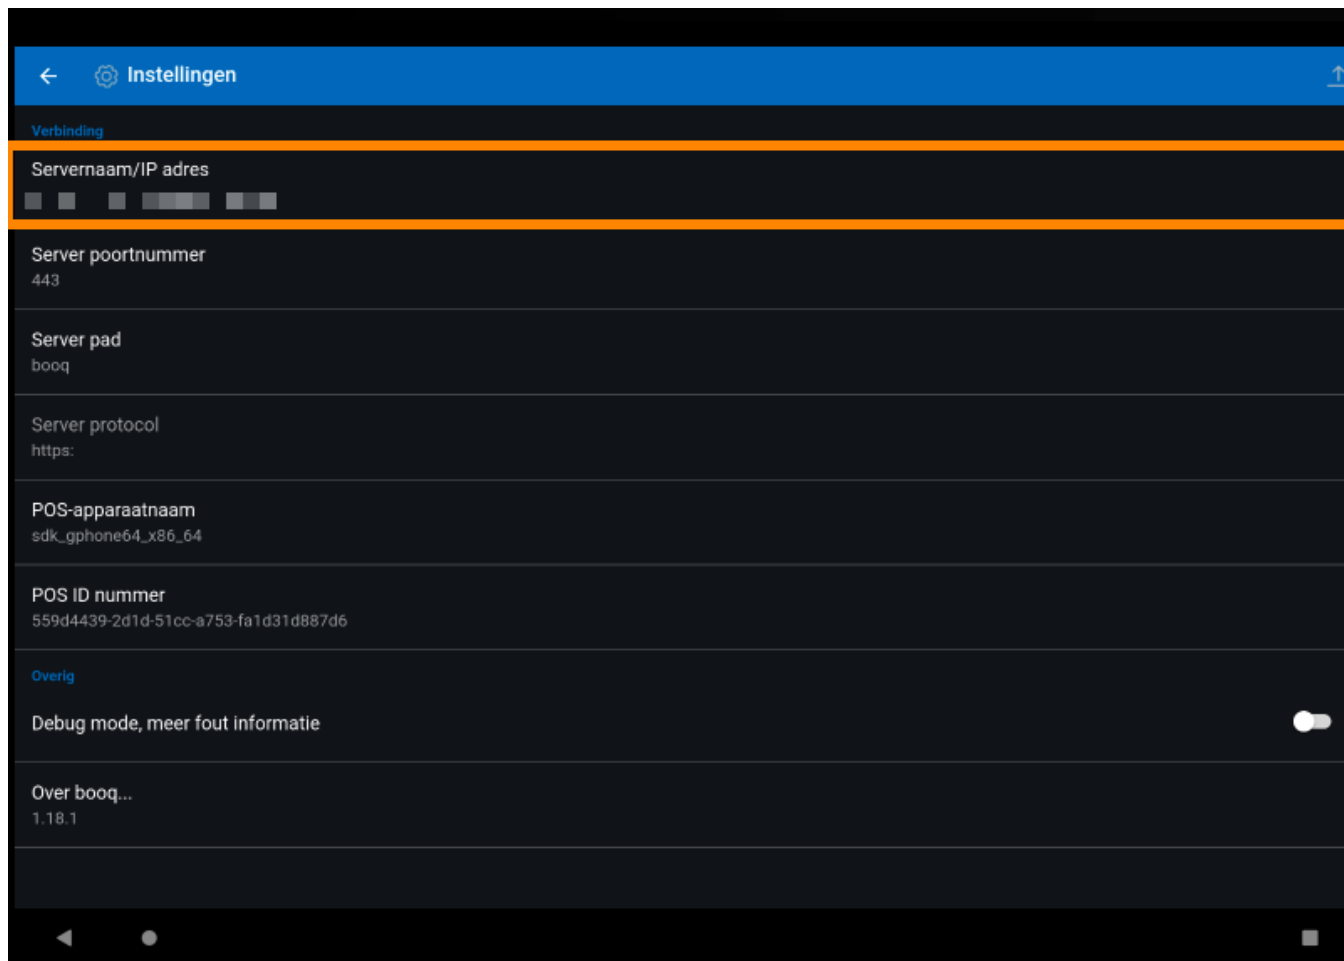 Instellingen
Verbinding
Servernaam/IP adres
Server poortnummer
443
Server pad
booq
Server protocol
https:
POS-apparaatnaam
sdk_gphone64_x86_64
POS ID nummer
559d4439-2d1d-51cc-a753-fa1d31d887d6
Overig
Debug mode, meer fout informatie
Over booq...
1.18.1